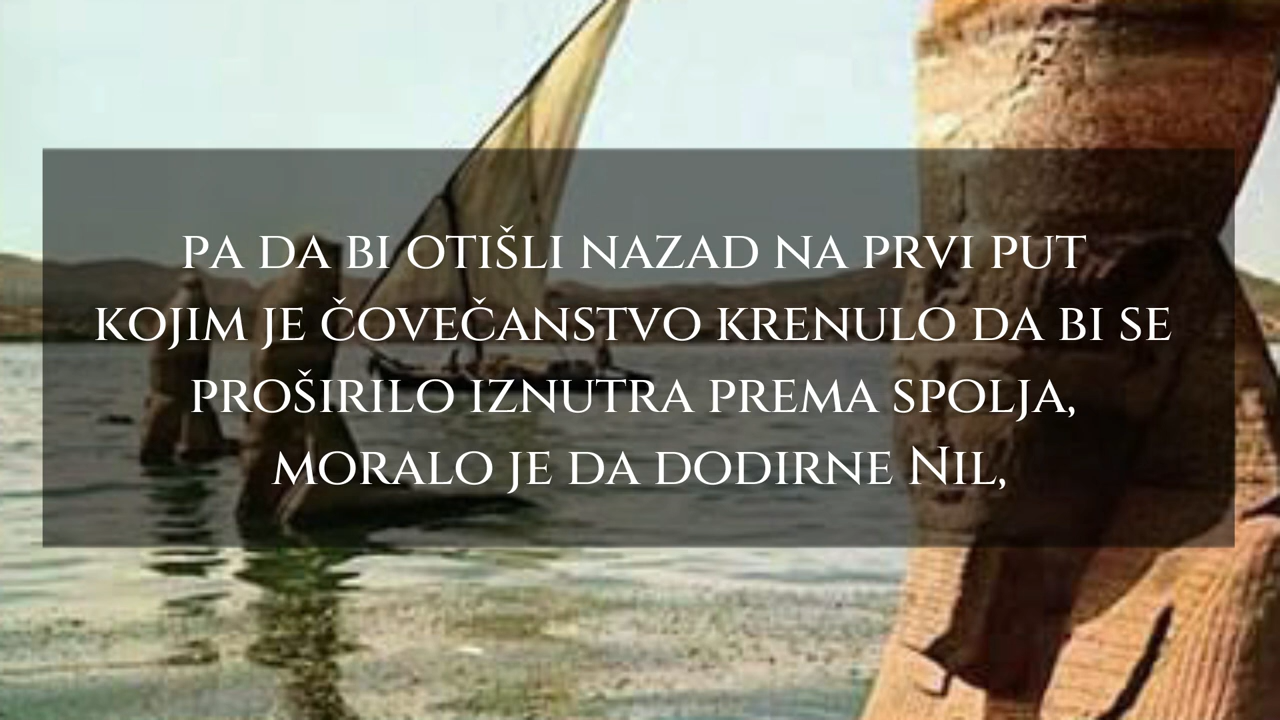 PA DA BI OTIŠLI NAZAD NA PRVI PUT
KOJIM JE ČOVEČANSTVO KRENULO DA BI SE
PROŠIRILO IZNUTRA PREMA SPOLJA,
MORALO JE DA DODIRNE NIL,